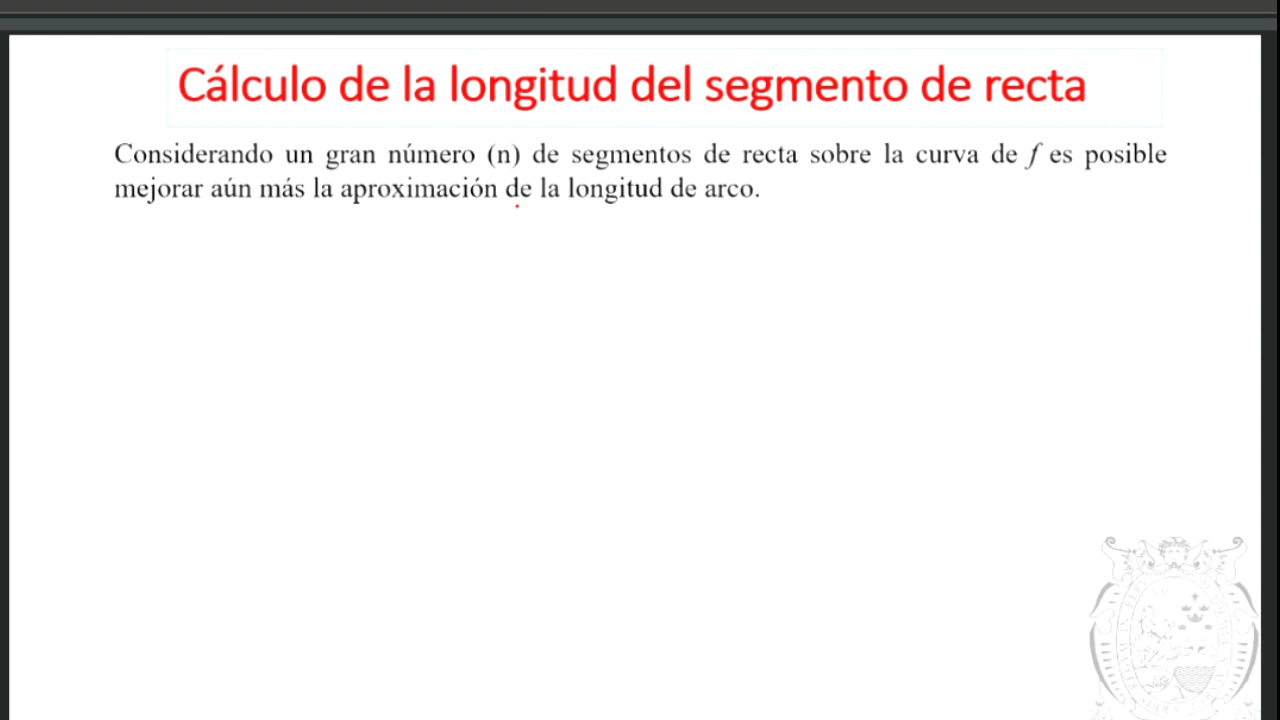 Cálculo de la longitud del segmento de recta
Considerando un gran número (n) de segmentos de recta sobre la curva de f es posible
mejorar aún más la aproximación de la longitud de arco.